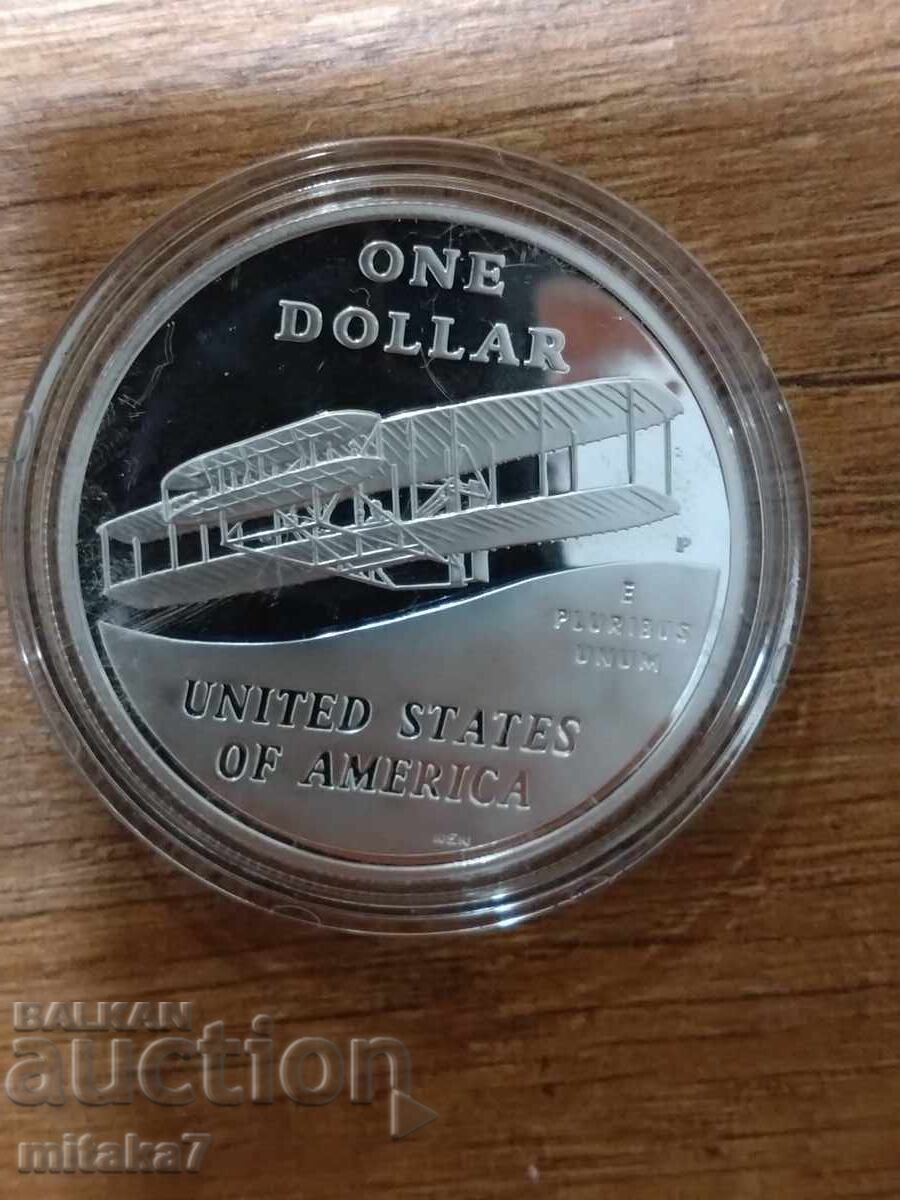 ONE
DOLLAR
P
E
PLURIBUS
UNUM
UNITED STATES
OF AMERICA
BALKAN
auction
mitaka7